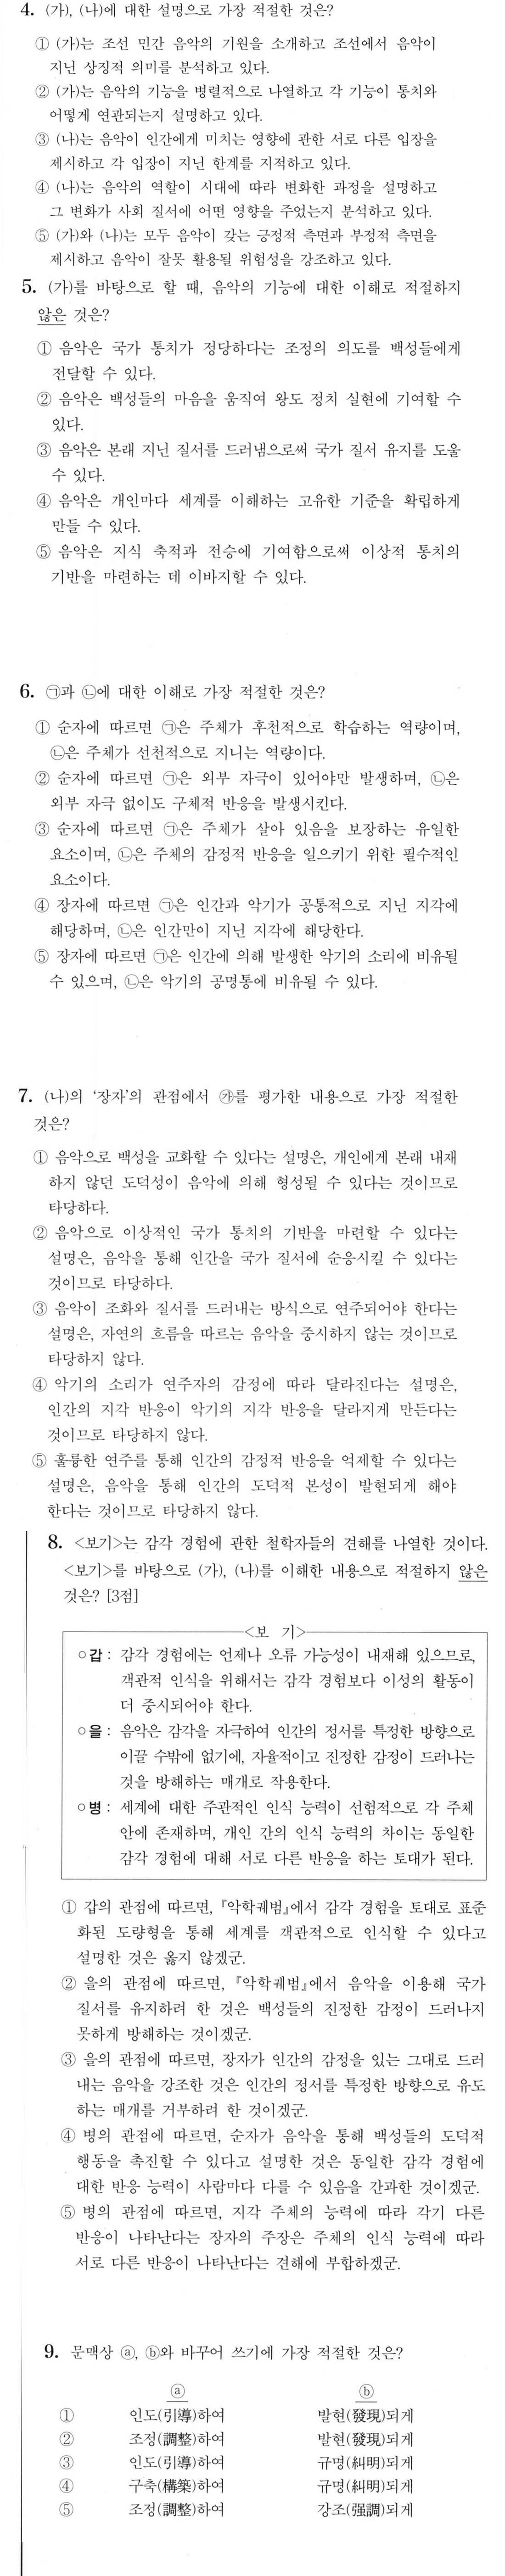 4. (가), (나)에 대한 설명으로 가장 적절한 것은?
① (가)는 조선 민간 음악의 기원을 소개하고 조선에서 음악이
지닌 상징적 의미를 분석하고 있다.
② (가)는 음악의 기능을 병렬적으로 나열하고 각 기능이 통치와
어떻게 연관되는지 설명하고 있다.
③ (나)는 음악이 인간에게 미치는 영향에 관한 서로 다른 입장을
제시하고 각 입장이 지닌 한계를 지적하고 있다.
④ (나)는 음악의 역할이 시대에 따라 변화한 과정을 설명하고
그 변화가 사회 질서에 어떤 영향을 주었는지 분석하고 있다.
⑤ (가)와 (나)는 모두 음악이 갖는 긍정적 측면과 부정적 측면을
제시하고 음악이 잘못 활용될 위험성을 강조하고 있다.
5. (가)를 바탕으로 할 때, 음악의 기능에 대한 이해로 적절하지
않은 것은?
① 음악은 국가 통치가 정당하다는 조정의 의도를 백성들에게
전달할 수 있다.
② 음악은 백성들의 마음을 움직여 왕도 정치 실현에 기여할 수
있다.
③ 음악은 본래 지닌 질서를 드러냄으로써 국가 질서 유지를 도울
수 있다.
④ 음악은 개인마다 세계를 이해하는 고유한 기준을 확립하게
만들 수 있다.
⑤ 음악은 지식 축적과 전승에 기여함으로써 이상적 통치의
기반을 마련하는 데 이바지할 수 있다.
6. ㉠과 ㉡에 대한 이해로 가장 적절한 것은?
① 순자에 따르면 ㉠은 주체가 후천적으로 학습하는 역량이며,
㉡은 주체가 선천적으로 지니는 역량이다.
② 순자에 따르면 ㉠은 외부 자극이 있어야만 발생하며, ㉡은
외부 자극 없이도 구체적 반응을 발생시킨다.
③ 순자에 따르면 ㉠은 주체가 살아 있음을 보장하는 유일한
요소이며, ㉡은 주체의 감정적 반응을 일으키기 위한 필수적인
요소이다.
④ 장자에 따르면 ㉠은 인간과 악기가 공통적으로 지닌 지각에
해당하며, ㉡은 인간만이 지닌 지각에 해당한다.
⑤ 장자에 따르면 ㉠은 인간에 의해 발생한 악기의 소리에 비유될
수 있으며, ㉡은 악기의 공명통에 비유될 수 있다.
7. (나)의 '장자'의 관점에서 ㉮를 평가한 내용으로 가장 적절한
것은?
① 음악으로 백성을 교화할 수 있다는 설명은, 개인에게 본래 내재
하지 않던 도덕성이 음악에 의해 형성될 수 있다는 것이므로
타당하다.
② 음악으로 이상적인 국가 통치의 기반을 마련할 수 있다는
설명은, 음악을 통해 인간을 국가 질서에 순응시킬 수 있다는
것이므로 타당하다.
③ 음악이 조화와 질서를 드러내는 방식으로 연주되어야 한다는
설명은, 자연의 흐름을 따르는 음악을 중시하지 않는 것이므로
타당하지 않다.
④ 악기의 소리가 연주자의 감정에 따라 달라진다는 설명은,
인간의 지각 반응이 악기의 지각 반응을 달라지게 만든다는
것이므로 타당하지 않다.
⑤ 훌륭한 연주를 통해 인간의 감정적 반응을 억제할 수 있다는
설명은, 음악을 통해 인간의 도덕적 본성이 발현되게 해야
한다는 것이므로 타당하지 않다.
8. <보기>는 감각 경험에 관한 철학자들의 견해를 나열한 것이다.
<보기>를 바탕으로 (가), (나)를 이해한 내용으로 적절하지 않은
것은? [3점]
<보 기>
○갑 : 감각 경험에는 언제나 오류 가능성이 내재해 있으므로,
객관적 인식을 위해서는 감각 경험보다 이성의 활동이
더 중시되어야 한다.
○을 : 음악은 감각을 자극하여 인간의 정서를 특정한 방향으로
이끌 수밖에 없기에, 자율적이고 진정한 감정이 드러나는
것을 방해하는 매개로 작용한다.
○병 : 세계에 대한 주관적인 인식 능력이 선험적으로 각 주체
안에 존재하며, 개인 간의 인식 능력의 차이는 동일한
감각 경험에 대해 서로 다른 반응을 하는 토대가 된다.
① 갑의 관점에 따르면, 『악학궤범』에서 감각 경험을 토대로 표준
화된 도량형을 통해 세계를 객관적으로 인식할 수 있다고
설명한 것은 옳지 않겠군.
② 을의 관점에 따르면, 『악학궤범』에서 음악을 이용해 국가
질서를 유지하려 한 것은 백성들의 진정한 감정이 드러나지
못하게 방해하는 것이겠군.
③ 을의 관점에 따르면, 장자가 인간의 감정을 있는 그대로 드러
내는 음악을 강조한 것은 인간의 정서를 특정한 방향으로 유도
하는 매개를 거부하려 한 것이겠군.
④ 병의 관점에 따르면, 순자가 음악을 통해 백성들의 도덕적
행동을 촉진할 수 있다고 설명한 것은 동일한 감각 경험에
대한 반응 능력이 사람마다 다를 수 있음을 간과한 것이겠군.
⑤ 병의 관점에 따르면, 지각 주체의 능력에 따라 각기 다른
반응이 나타난다는 장자의 주장은 주체의 인식 능력에 따라
서로 다른 반응이 나타난다는 견해에 부합하겠군.
9. 문맥상 ⓐ, ⓑ와 바꾸어 쓰기에 가장 적절한 것은?
ⓐ ⓑ
① 인도(引導)하여 발현(發現)되게
② 조정(調整)하여 발현(發現)되게
③ 인도(引導)하여 규명(糾明)되게
④ 구축(構築)하여 규명(糾明)되게
⑤ 조정(調整)하여 강조(强調)되게